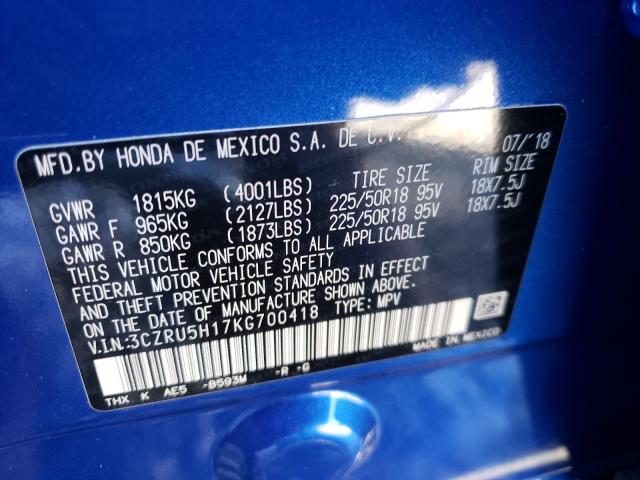 MFD.BY HONDA DE MEXICO S.A. DE C.V. 07/'18
GVWR 1815KG (4001LBS) TIRE SIZE RIM SIZE
GAWR F 965KG (2127LBS) 225/50R18 95V 18X7.5J
GAWR R 850KG (1873LBS) 225/50R18 95V 18X7.5J
THIS VEHICLE CONFORMS TO ALL APPLICABLE
FEDERAL MOTOR VEHICLE SAFETY
AND THEFT PREVENTION STANDARDS IN EFFECT
ON THE DATE OF MANUFACTURE SHOWN ABOVE.
V.I.N.:3CZRU5H17KG700418 TYPE: MPV
MADE IN MEXICO
THX K AE5 -B593M -R -G